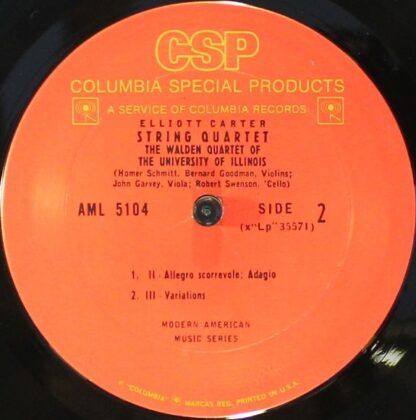 CSP
COLUMBIA SPECIAL PRODUCTS
A SERVICE OF COLUMBIA RECORDS
ELLIOTT CARTER
STRING QUARTET
THE WALDEN QUARTET OF
THE UNIVERSITY OF ILLINOIS
(Homer Schmitt, Bernard Goodman, Violins;
John Garvey, Viola; Robert Swenson, 'Cello)
AML 5104
SIDE 2
(x"Lp"35571)
1. II - Allegro scorrevole; Adagio
2. III - Variations
MODERN AMERICAN
MUSIC SERIES
"COLUMBIA" MARCAS REG. PRINTED IN U.S.A.